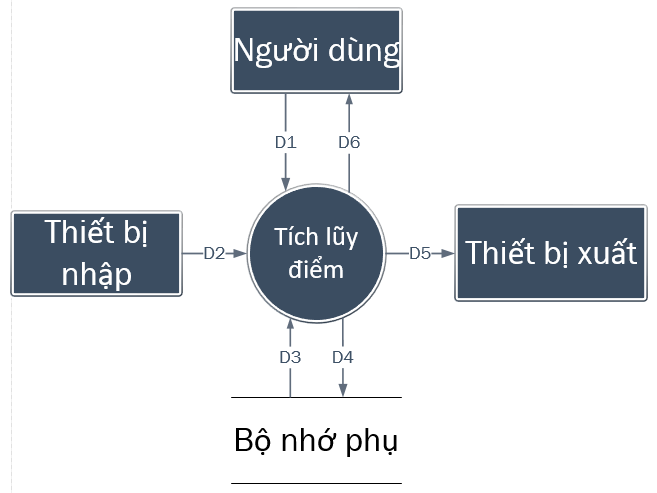 Người dùng
D1
D6
Thiết bị
nhập
D2
Tích lũy
điểm
D5
Thiết bị xuất
D3
D4
Bộ nhớ phụ